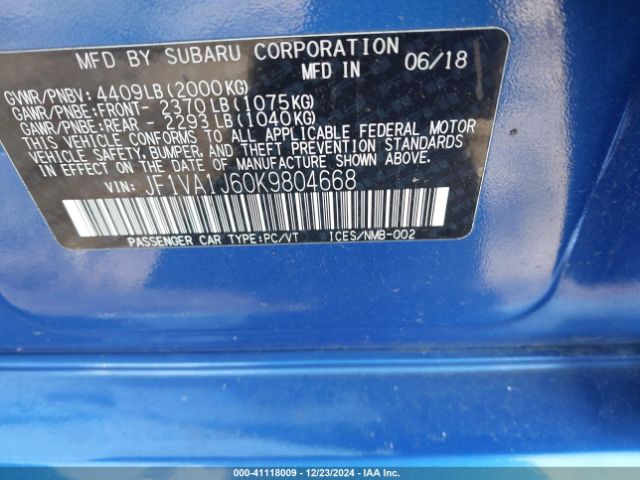 MFD BY SUBARU CORPORATION
MFD IN 06/18
GVWR/PNBV: 4409LB(2000KG)
GAWR/PNBE:FRONT- 2370LB(1075KG)
GAWR/PNBE:REAR - 2293LB(1040KG)
THIS VEHICLE CONFORMS TO ALL APPLICABLE FEDERAL MOTOR
VEHICLE SAFETY, BUMPER, AND THEFT PREVENTION STANDARDS
IN EFFECT ON THE DATE OF MANUFACTURE SHOWN ABOVE.
VIN: JF1VA1J60K9804668
PASSENGER CAR TYPE:PC/VT ICES/NMB-002
000-41118009 - 12/23/2024 - IAA Inc.